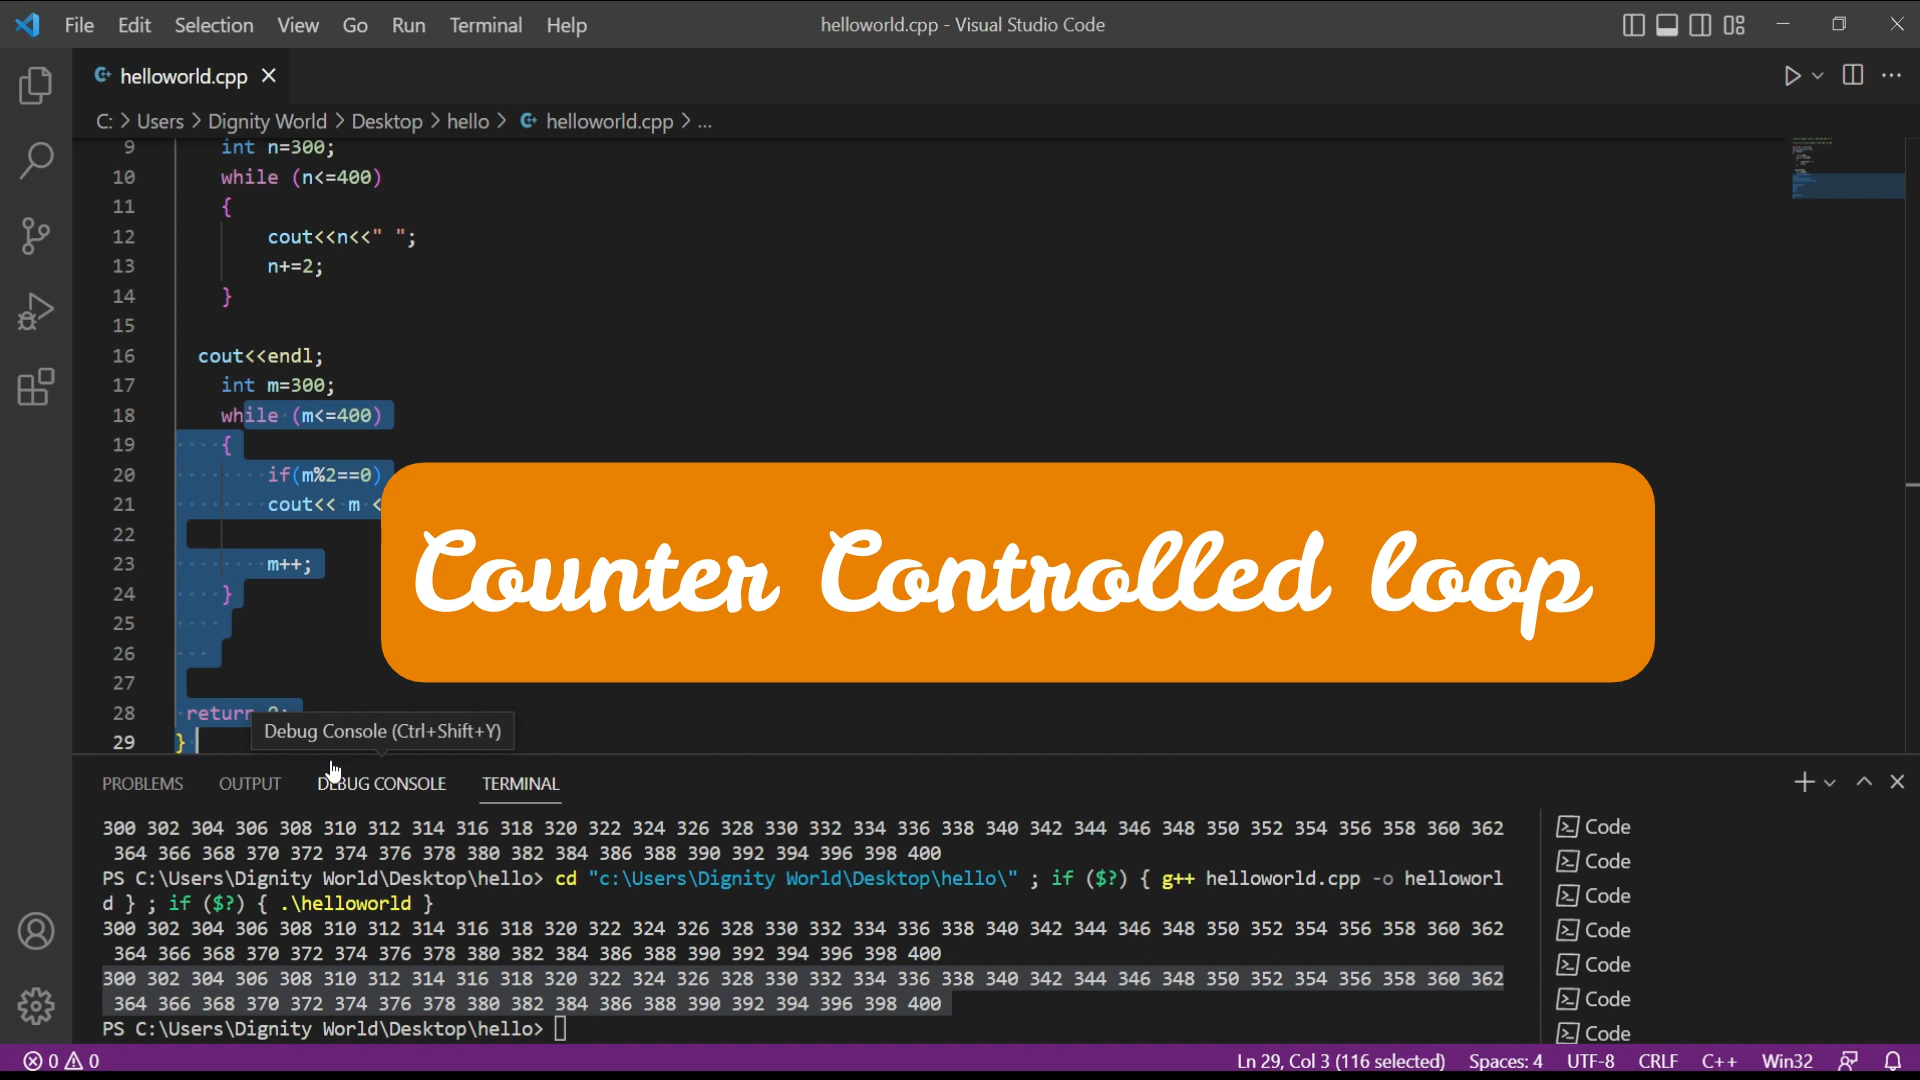 File Edit Selection View Go Run Terminal Help helloworld.cpp - Visual Studio Code
helloworld.cpp
C: > Users > Dignity World > Desktop > hello > helloworld.cpp > ...
9 int n=300;
10 while (n<=400)
11 {
12 cout<<n<<" ";
13 n+=2;
14 }
15
16 cout<<endl;
17 int m=300;
18 while (m<=400)
19 {
20 if(m%2==0)
21 cout<< m <
22
23 m++;
24 }
25
26
27
28 return
29 }
Counter Controlled loop
Debug Console (Ctrl+Shift+Y)
PROBLEMS OUTPUT DEBUG CONSOLE TERMINAL
300 302 304 306 308 310 312 314 316 318 320 322 324 326 328 330 332 334 336 338 340 342 344 346 348 350 352 354 356 358 360 362
364 366 368 370 372 374 376 378 380 382 384 386 388 390 392 394 396 398 400
PS C:\Users\Dignity World\Desktop\hello> cd "c:\Users\Dignity World\Desktop\hello\" ; if ($?) { g++ helloworld.cpp -o helloworl
d } ; if ($?) { .\helloworld }
300 302 304 306 308 310 312 314 316 318 320 322 324 326 328 330 332 334 336 338 340 342 344 346 348 350 352 354 356 358 360 362
364 366 368 370 372 374 376 378 380 382 384 386 388 390 392 394 396 398 400
300 302 304 306 308 310 312 314 316 318 320 322 324 326 328 330 332 334 336 338 340 342 344 346 348 350 352 354 356 358 360 362
364 366 368 370 372 374 376 378 380 382 384 386 388 390 392 394 396 398 400
PS C:\Users\Dignity World\Desktop\hello>
Code
Code
Code
Code
Code
Code
Code
0 0 Ln 29, Col 3 (116 selected) Spaces: 4 UTF-8 CRLF C++ Win32